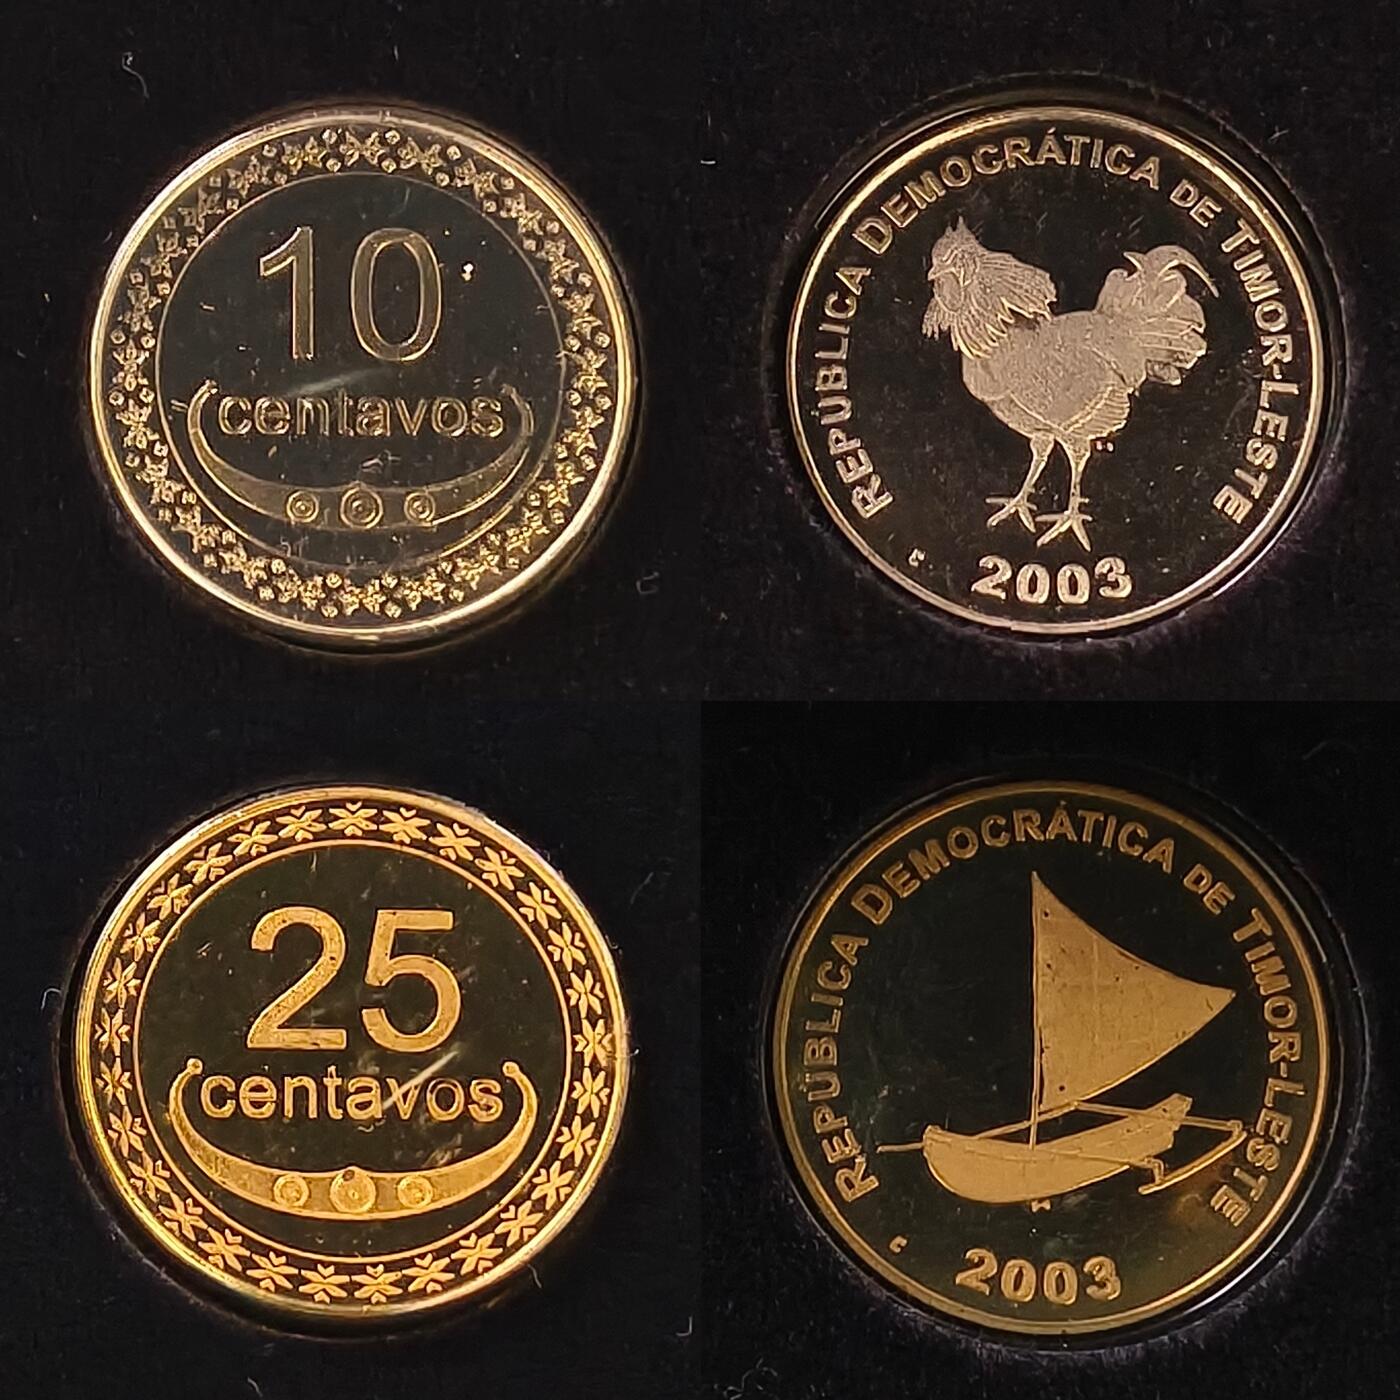 10
centavos
REPÚBLICA DEMOCRÁTICA DE TIMOR-LESTE
2003
25
centavos
REPÚBLICA DEMOCRÁTICA DE TIMOR-LESTE
2003